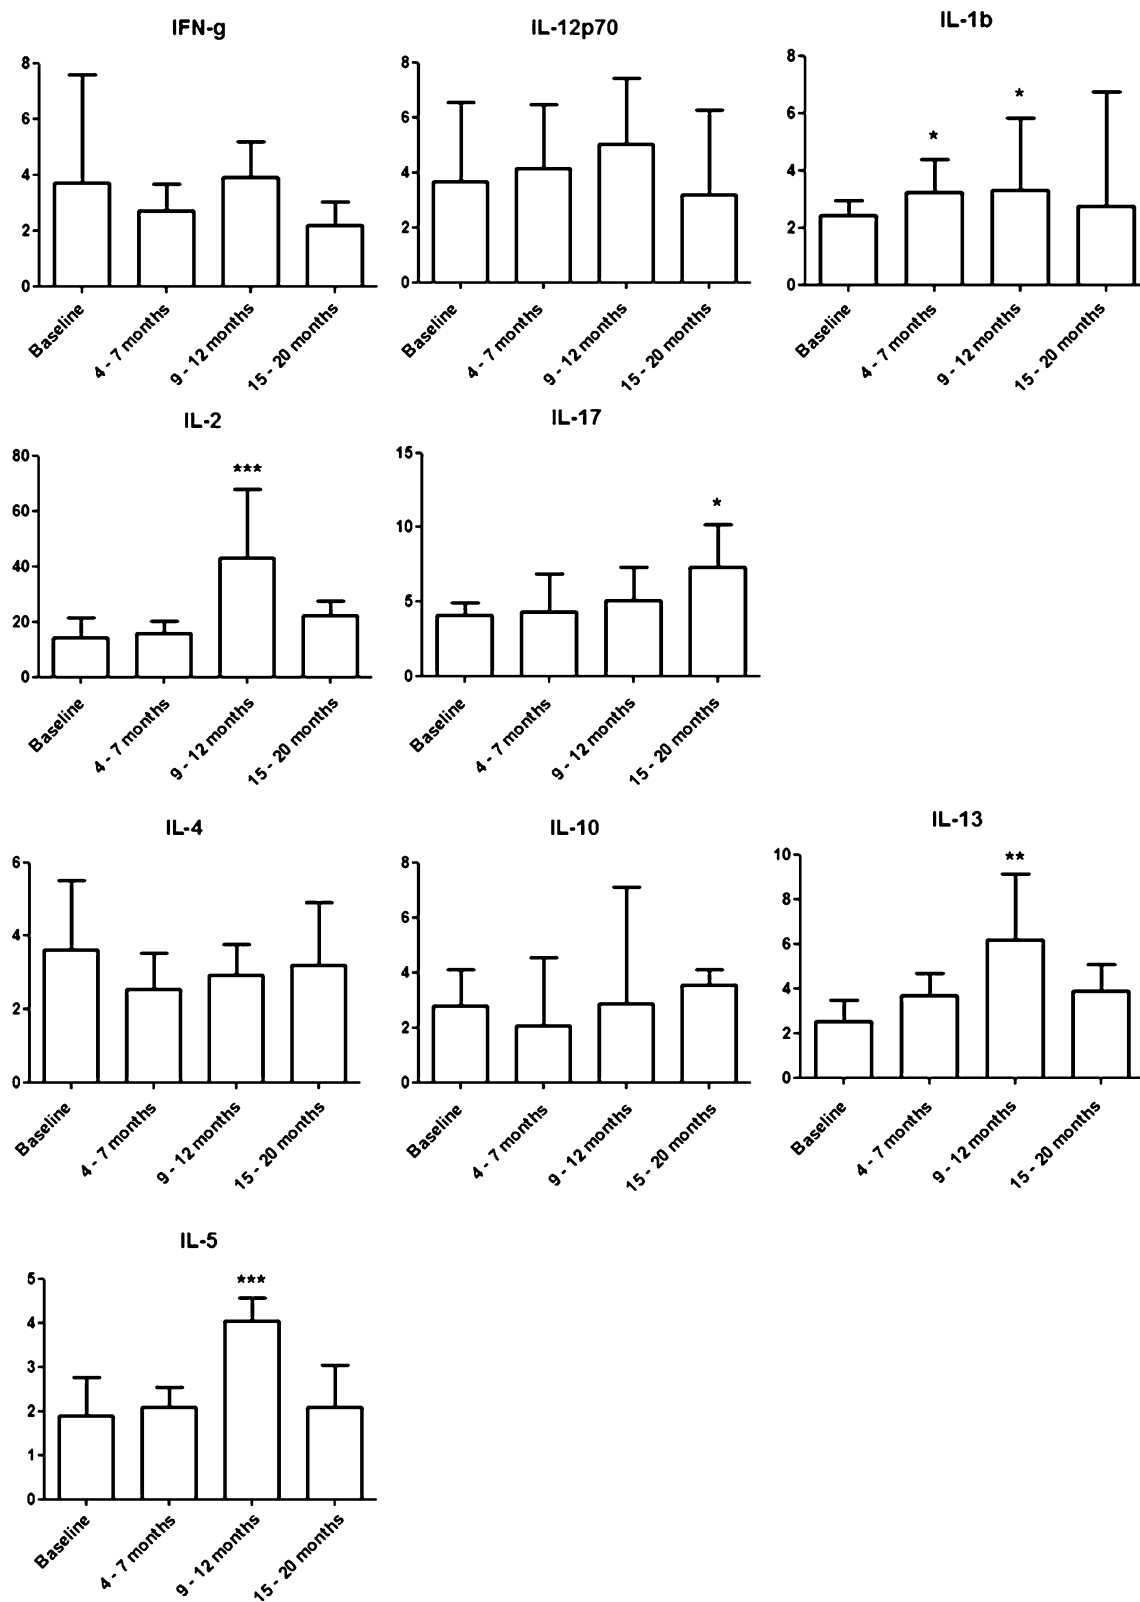 IFN-g
8
6
4
2
0
Baseline
4 - 7 months
9 - 12 months
15 - 20 months
IL-12p70
8
6
4
2
0
Baseline
4 - 7 months
9 - 12 months
15 - 20 months
IL-1b
8
6
4
2
0
*
*
Baseline
4 - 7 months
9 - 12 months
15 - 20 months
IL-2
80
60
40
20
0
***
Baseline
4 - 7 months
9 - 12 months
15 - 20 months
IL-17
15
10
5
0
*
Baseline
4 - 7 months
9 - 12 months
15 - 20 months
IL-4
6
4
2
0
Baseline
4 - 7 months
9 - 12 months
15 - 20 months
IL-10
8
6
4
2
0
Baseline
4 - 7 months
9 - 12 months
15 - 20 months
IL-13
10
8
6
4
2
0
**
Baseline
4 - 7 months
9 - 12 months
15 - 20 months
IL-5
5
4
3
2
1
0
***
Baseline
4 - 7 months
9 - 12 months
15 - 20 months